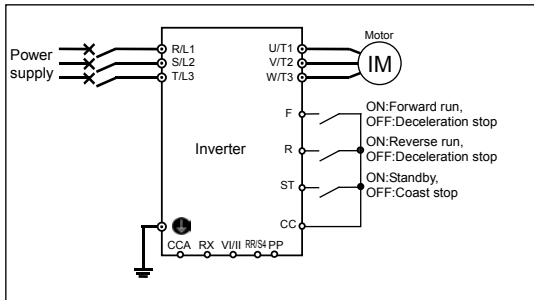 Motor
Power
supply
R/L1
S/L2
T/L3
U/T1
V/T2
W/T3
IM
Inverter
F
ON:Forward run,
OFF:Deceleration stop
R
ON:Reverse run,
OFF:Deceleration stop
ST
ON:Standby,
OFF:Coast stop
CC
CCA RX VI/II RR/S4 PP